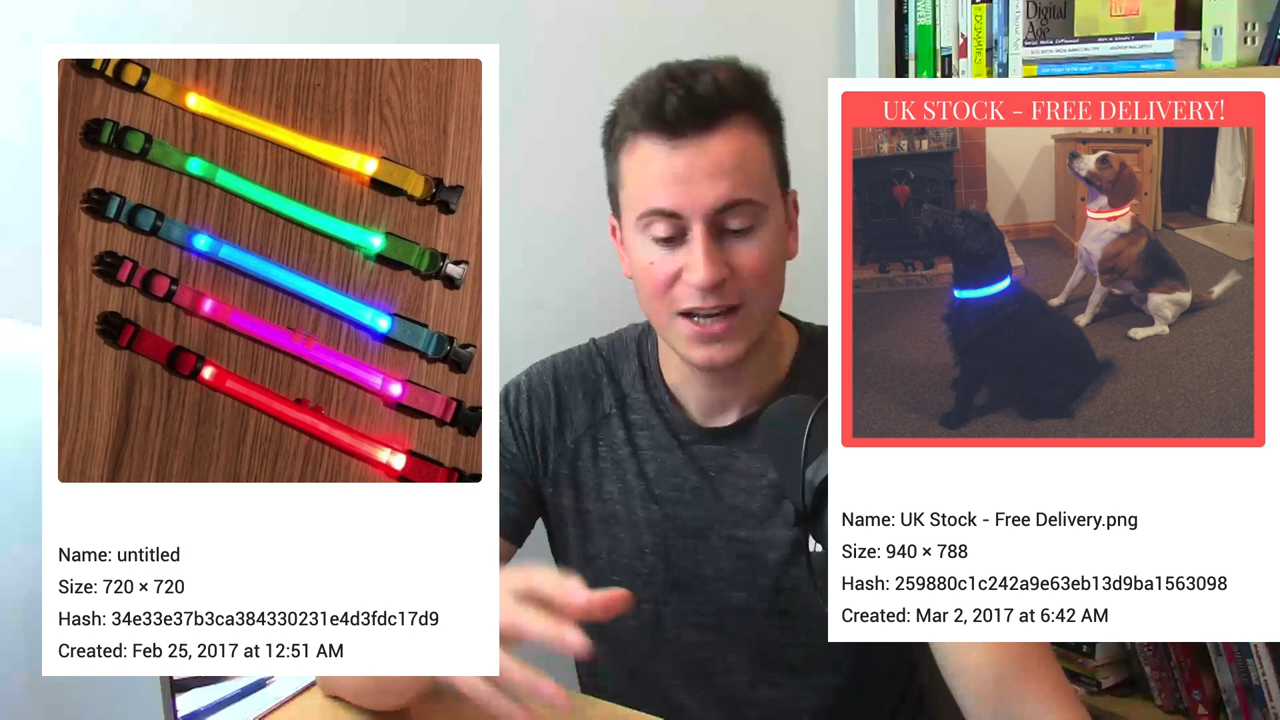 Name: untitled
Size: 720 × 720
Hash: 34e33e37b3ca384330231e4d3fdc17d9
Created: Feb 25, 2017 at 12:51 AM
UK STOCK - FREE DELIVERY!
Name: UK Stock - Free Delivery.png
Size: 940 × 788
Hash: 259880c1c242a9e63eb13d9ba1563098
Created: Mar 2, 2017 at 6:42 AM
DUMMIES
Digital
Age